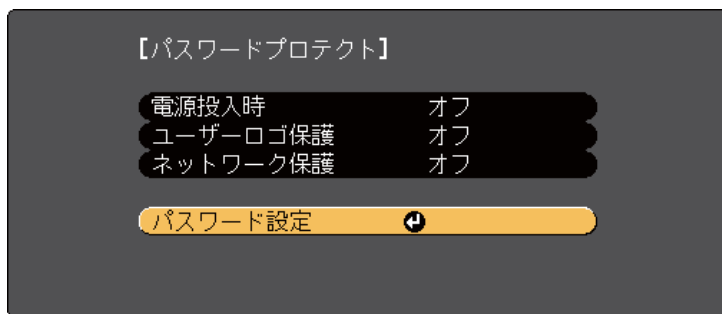 【パスワードプロテクト】
電源投入時 オフ
ユーザーロゴ保護 オフ
ネットワーク保護 オフ
パスワード設定